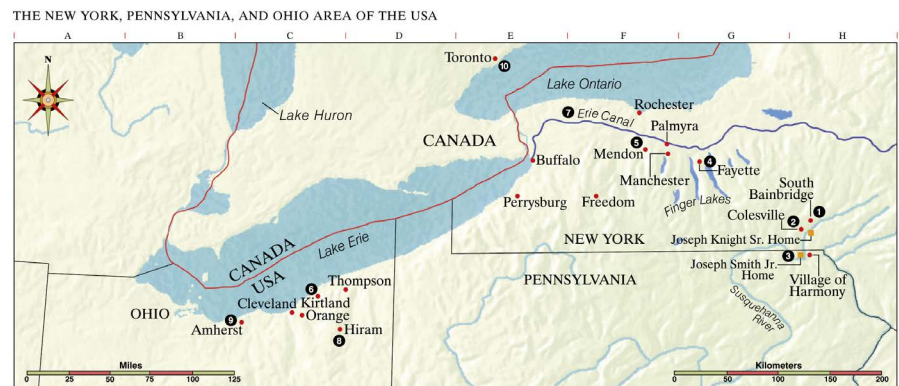 THE NEW YORK, PENNSYLVANIA, AND OHIO AREA OF THE USA
A B C D E F G H
N
Toronto
10
Lake Ontario
Lake Huron
7 Erie Canal
Rochester
CANADA
Palmyra
5
Mendon
Buffalo
4
Fayette
Manchester
Finger Lakes
South
Bainbridge
1
Perrysburg
Freedom
Colesville
2
NEW YORK
Joseph Knight Sr. Home
CANADA
USA
Lake Erie
3
Joseph Smith Jr.
Home
Village of
Harmony
PENNSYLVANIA
Susquehanna
River
Thompson
6
Cleveland Kirtland
OHIO
Orange
9
Amherst
Hiram
8
Miles
0 25 50 75 100 125
Kilometers
0 50 100 150 200